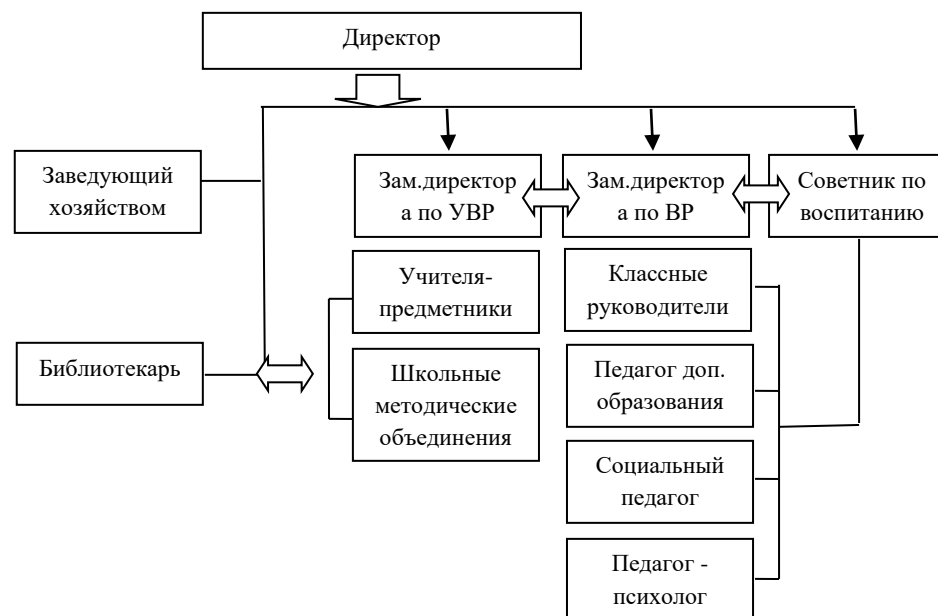 Директор
Заведующий
хозяйством
Зам.директор
а по УВР
Зам.директор
а по ВР
Советник по
воспитанию
Учителя-
предметники
Классные
руководители
Библиотекарь
Школьные
методические
объединения
Педагог доп.
образования
Социальный
педагог
Педагог -
психолог